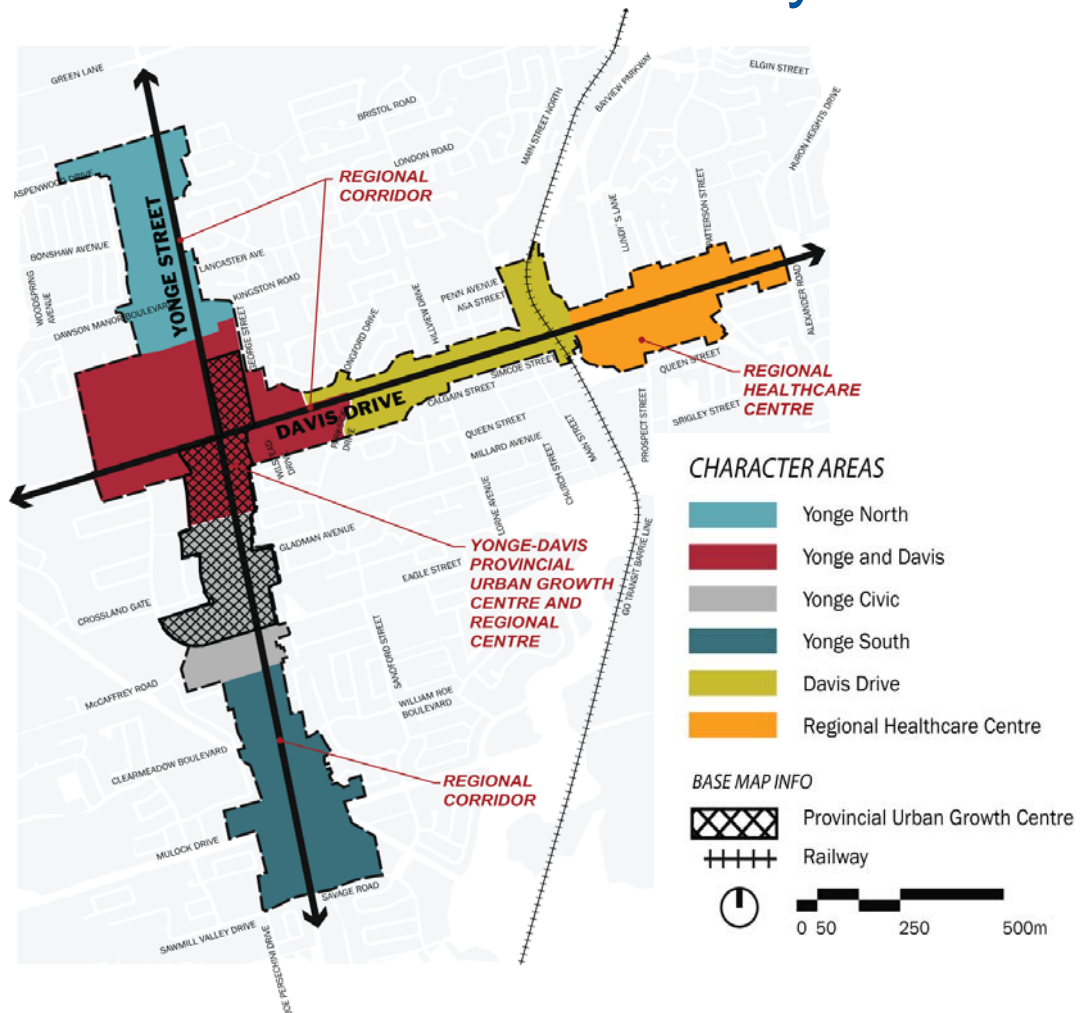 GREEN LANE
ELGIN STREET
BAYVIEW PARKWAY
BRISTOL ROAD
MAIN STREET NORTH
HURON HEIGHTS DRIVE
LONDON ROAD
REGIONAL
CORRIDOR
ASPENWOOD DRIVE
PATTERSON STREET
LUNDY'S LANE
BONSHAW AVENUE
YONGE STREET
LANCASTER AVE
KINGSTON ROAD
WOODSPRING
AVENUE
PENN AVENUE
ASA STREET
HILLVIEW DRIVE
ALEXANDER ROAD
DAWSON MANOR BOULEVARD
GEORGE STREET
LONGFORD DRIVE
SIMCOE STREET
QUEEN STREET
REGIONAL
HEALTHCARE
CENTRE
DAVIS DRIVE
CALGAIN STREET
SRIGLEY STREET
PROSPECT STREET
QUEEN STREET
MILLARD AVENUE
MAIN STREET
CHURCH STREET
DRIVE
DRIVE
LORNE AVENUE
GLADMAN AVENUE
EAGLE STREET
YONGE-DAVIS
PROVINCIAL
URBAN GROWTH
CENTRE AND
REGIONAL
CENTRE
GO TRANSIT BARRIE LINE
CROSSLAND GATE
SANDFORD STREET
McCAFFREY ROAD
WILLIAM ROE
BOULEVARD
CLEARMEADOW BOULEVARD
REGIONAL
CORRIDOR
MULOCK DRIVE
SAVAGE ROAD
SAWMILL VALLEY DRIVE
JOE PERSECHINI DRIVE
CHARACTER AREAS
Yonge North
Yonge and Davis
Yonge Civic
Yonge South
Davis Drive
Regional Healthcare Centre
BASE MAP INFO
Provincial Urban Growth Centre
Railway
0 50 250 500m